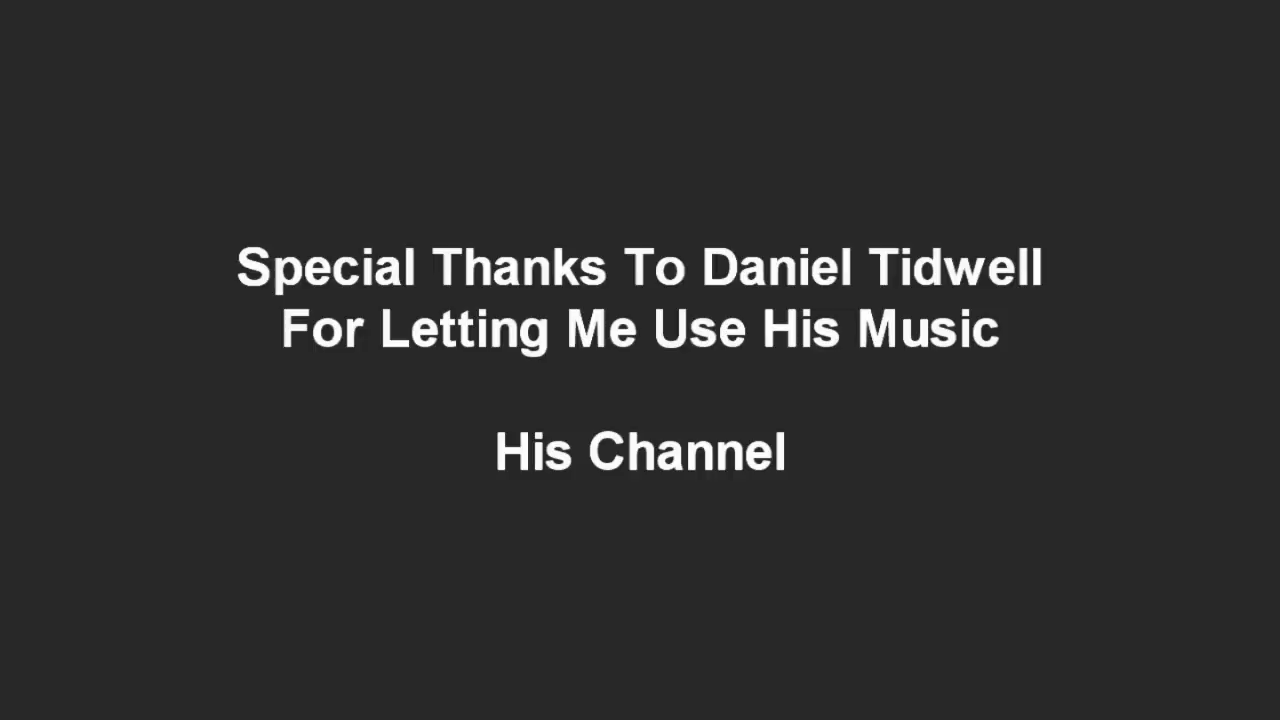 Special Thanks To Daniel Tidwell
For Letting Me Use His Music
His Channel